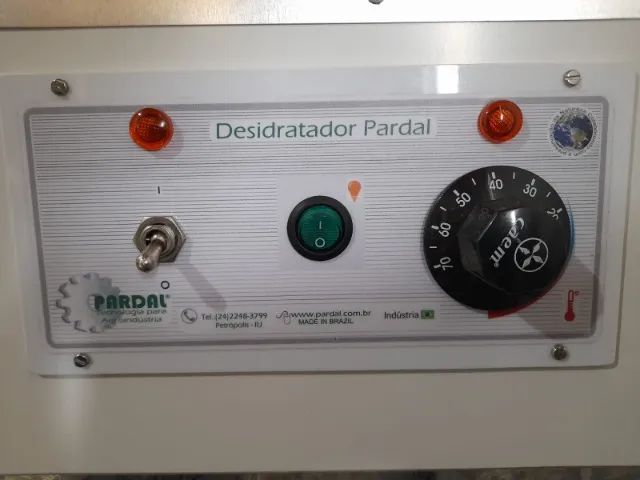 Desidratador Pardal
I
I
O
O
70
60
50
40
30
°C
Caem®
PARDAL®
Tecnologia para
Agroindústria
Tel.:(24)2248-3799
Petrópolis - RJ
www.pardal.com.br
MADE IN BRAZIL
Indústria